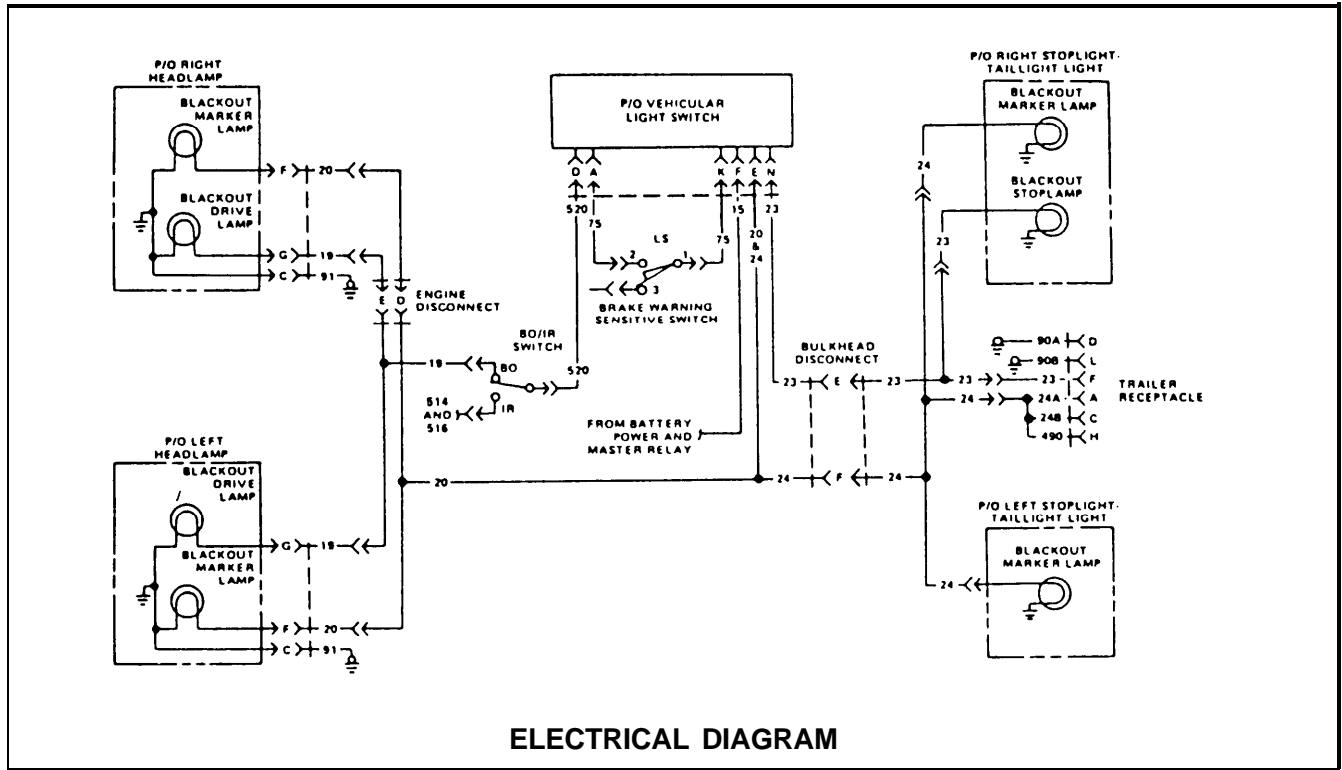 P/O RIGHT
HEADLAMP
BLACKOUT
MARKER
LAMP
F
20
BLACKOUT
DRIVE
LAMP
G
19
C
91
E
D
ENGINE
DISCONNECT
P/O VEHICULAR
LIGHT SWITCH
D
A
K
F
E
N
520
75
75
15
20
&
24
23
LS
2
1
3
BRAKE WARNING
SENSITIVE SWITCH
BO/IR
SWITCH
19
BO
520
514
AND
516
IR
FROM BATTERY
POWER AND
MASTER RELAY
BULKHEAD
DISCONNECT
23
E
23
24
F
24
20
P/O RIGHT STOPLIGHT-
TAILLIGHT LIGHT
BLACKOUT
MARKER LAMP
24
BLACKOUT
STOPLAMP
23
90A
D
90B
L
23
23
F
24
24A
A
24B
C
490
H
TRAILER
RECEPTACLE
P/O LEFT
HEADLAMP
BLACKOUT
DRIVE
LAMP
G
19
BLACKOUT
MARKER
LAMP
F
20
C
91
P/O LEFT STOPLIGHT-
TAILLIGHT LIGHT
BLACKOUT
MARKER LAMP
24
ELECTRICAL DIAGRAM